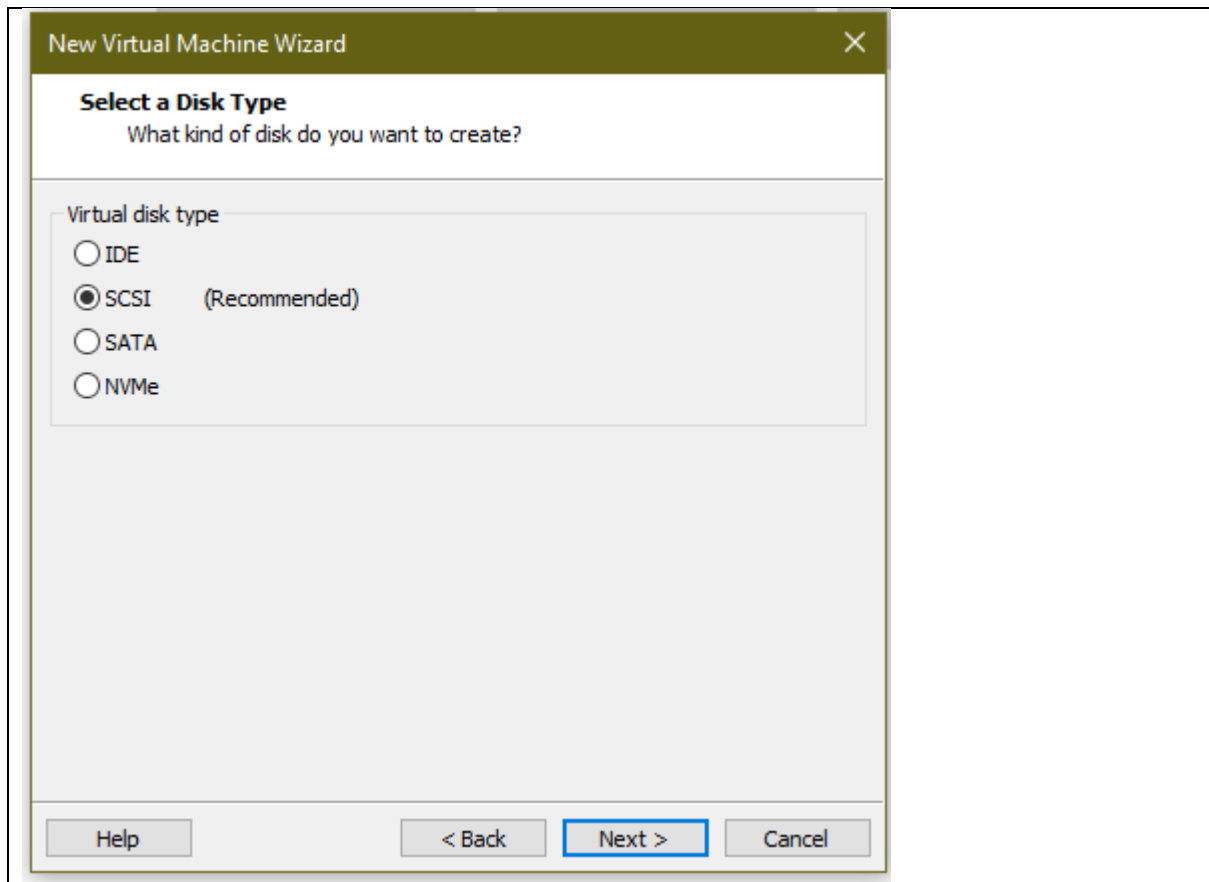 New Virtual Machine Wizard
Select a Disk Type
What kind of disk do you want to create?
Virtual disk type
IDE
SCSI (Recommended)
SATA
NVMe
Help < Back Next > Cancel